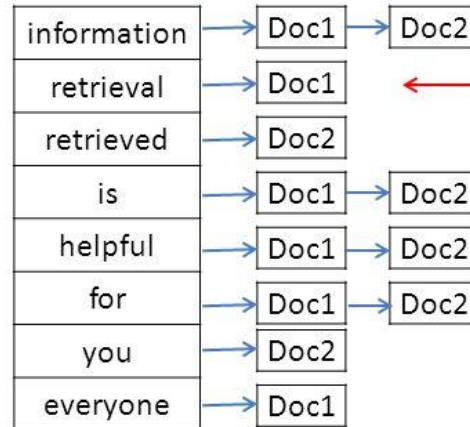 information Doc1 Doc2
retrieval Doc1
retrieved Doc2
is Doc1 Doc2
helpful Doc1 Doc2
for Doc1 Doc2
you Doc2
everyone Doc1